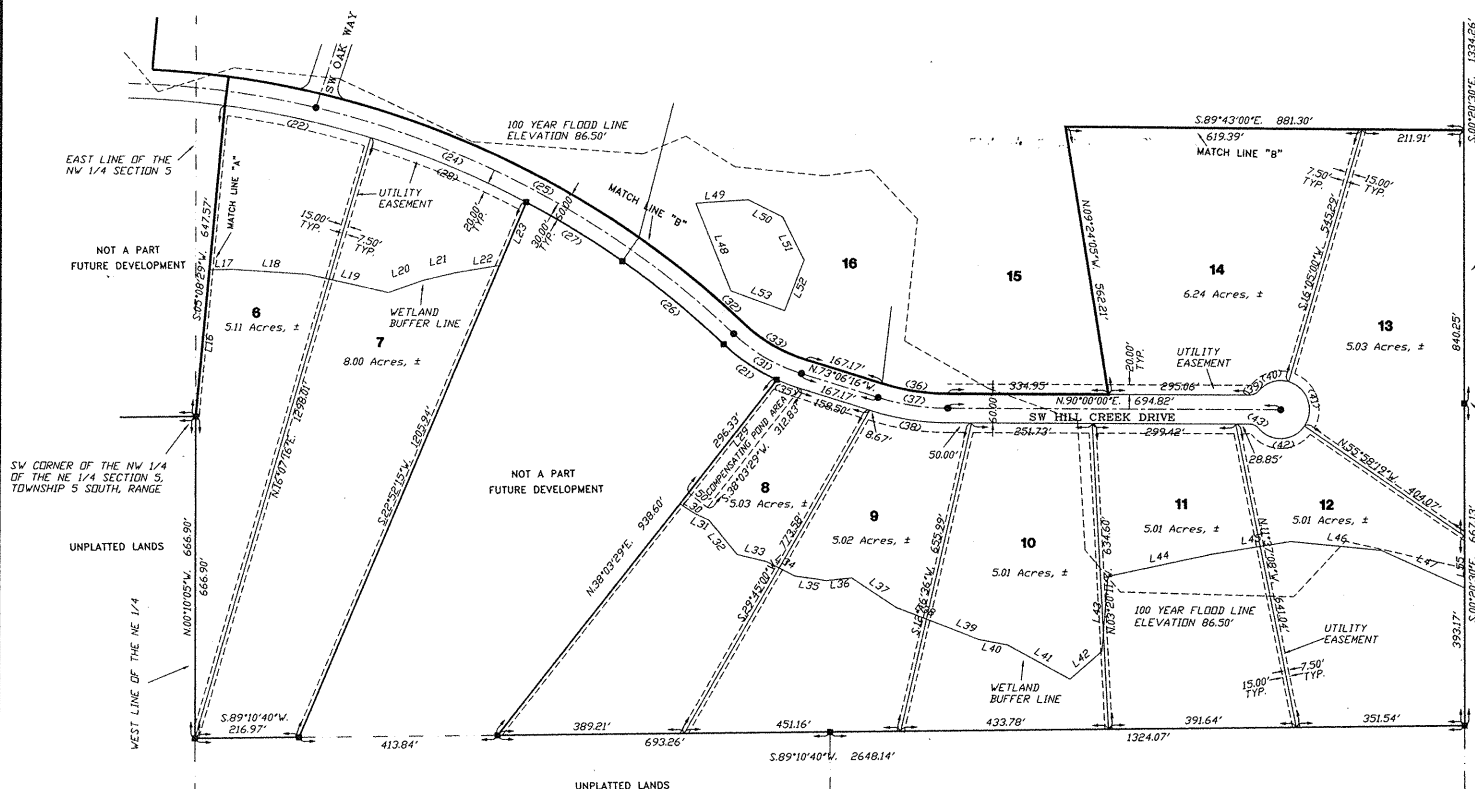 SW OAK WAY
100 YEAR FLOOD LINE
ELEVATION 86.50'
EAST LINE OF THE
NW 1/4 SECTION 5
MATCH LINE "A"
S.05°08'29"W. 647.57'
NOT A PART
FUTURE DEVELOPMENT
(22)
(24)
(28)
(25)
(27)
UTILITY
EASEMENT
20.00'
TYP.
30.00'
TYP.
60.00'
MATCH LINE "B"
15.00'
TYP.
7.50'
TYP.
L16
L17
L18
L19
L20
L21
L22
L23
WETLAND
BUFFER LINE
6
5.11 Acres, ±
7
8.00 Acres, ±
N.16°07'16"E. 1298.01'
S.22°52'15"W. 1205.94'
L49
L50
L51
L48
L52
L53
16
15
S.89°43'00"E. 881.30'
619.39'
211.91'
MATCH LINE "B"
S.00°20'30"E. 1334.26'
7.50'
TYP.
15.00'
TYP.
N.09°24'05"W. 562.21'
S.16°05'00"W. 545.29'
14
6.24 Acres, ±
13
5.03 Acres, ±
840.25'
(26)
(32)
(33)
(31)
(21)
(35)
167.17'
N.73°06'16"W.
167.17'
158.50'
(36)
(37)
(38)
8.67'
334.95'
60.00'
20.00'
TYP.
UTILITY
EASEMENT
295.06'
N.90°00'00"E. 694.82'
SW HILL CREEK DRIVE
(40)
(41)
(42)
(43)
50.00'
251.73'
299.42'
28.85'
SW CORNER OF THE NW 1/4
OF THE NE 1/4 SECTION 5,
TOWNSHIP 5 SOUTH, RANGE
UNPLATTED LANDS
N.00°10'05"W. 666.90'
666.90'
WEST LINE OF THE NE 1/4
NOT A PART
FUTURE DEVELOPMENT
296.33'
L29
COMPENSATING POND AREA
S.38°03'29"W. 312.83'
N.38°03'29"E. 938.60'
8
5.03 Acres, ±
9
5.02 Acres, ±
10
5.01 Acres, ±
11
5.01 Acres, ±
12
5.01 Acres, ±
N.55°58'19"W. 404.07'
S.29°45'00"W. 773.58'
655.99'
634.60'
641.04'
L30
L31
L32
L33
L35
L36
L37
L39
L40
L41
L42
L43
L44
L46
L47
L55
S.00°20'30"E. 667.13'
393.17'
100 YEAR FLOOD LINE
ELEVATION 86.50'
WETLAND
BUFFER LINE
UTILITY
EASEMENT
7.50'
TYP.
15.00'
TYP.
S.89°10'40"W.
216.97'
413.84'
389.21'
693.26'
451.16'
433.78'
391.64'
351.54'
1324.07'
S.89°10'40"W. 2648.14'
UNPLATTED LANDS